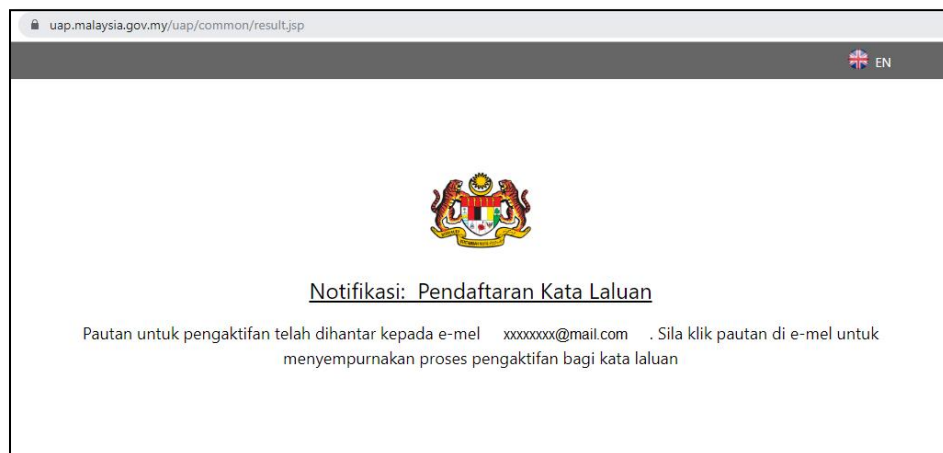 uap.malaysia.gov.my/uap/common/result.jsp
EN
Notifikasi: Pendaftaran Kata Laluan
Pautan untuk pengaktifan telah dihantar kepada e-mel xxxxxxxx@mail.com . Sila klik pautan di e-mel untuk
menyempurnakan proses pengaktifan bagi kata laluan